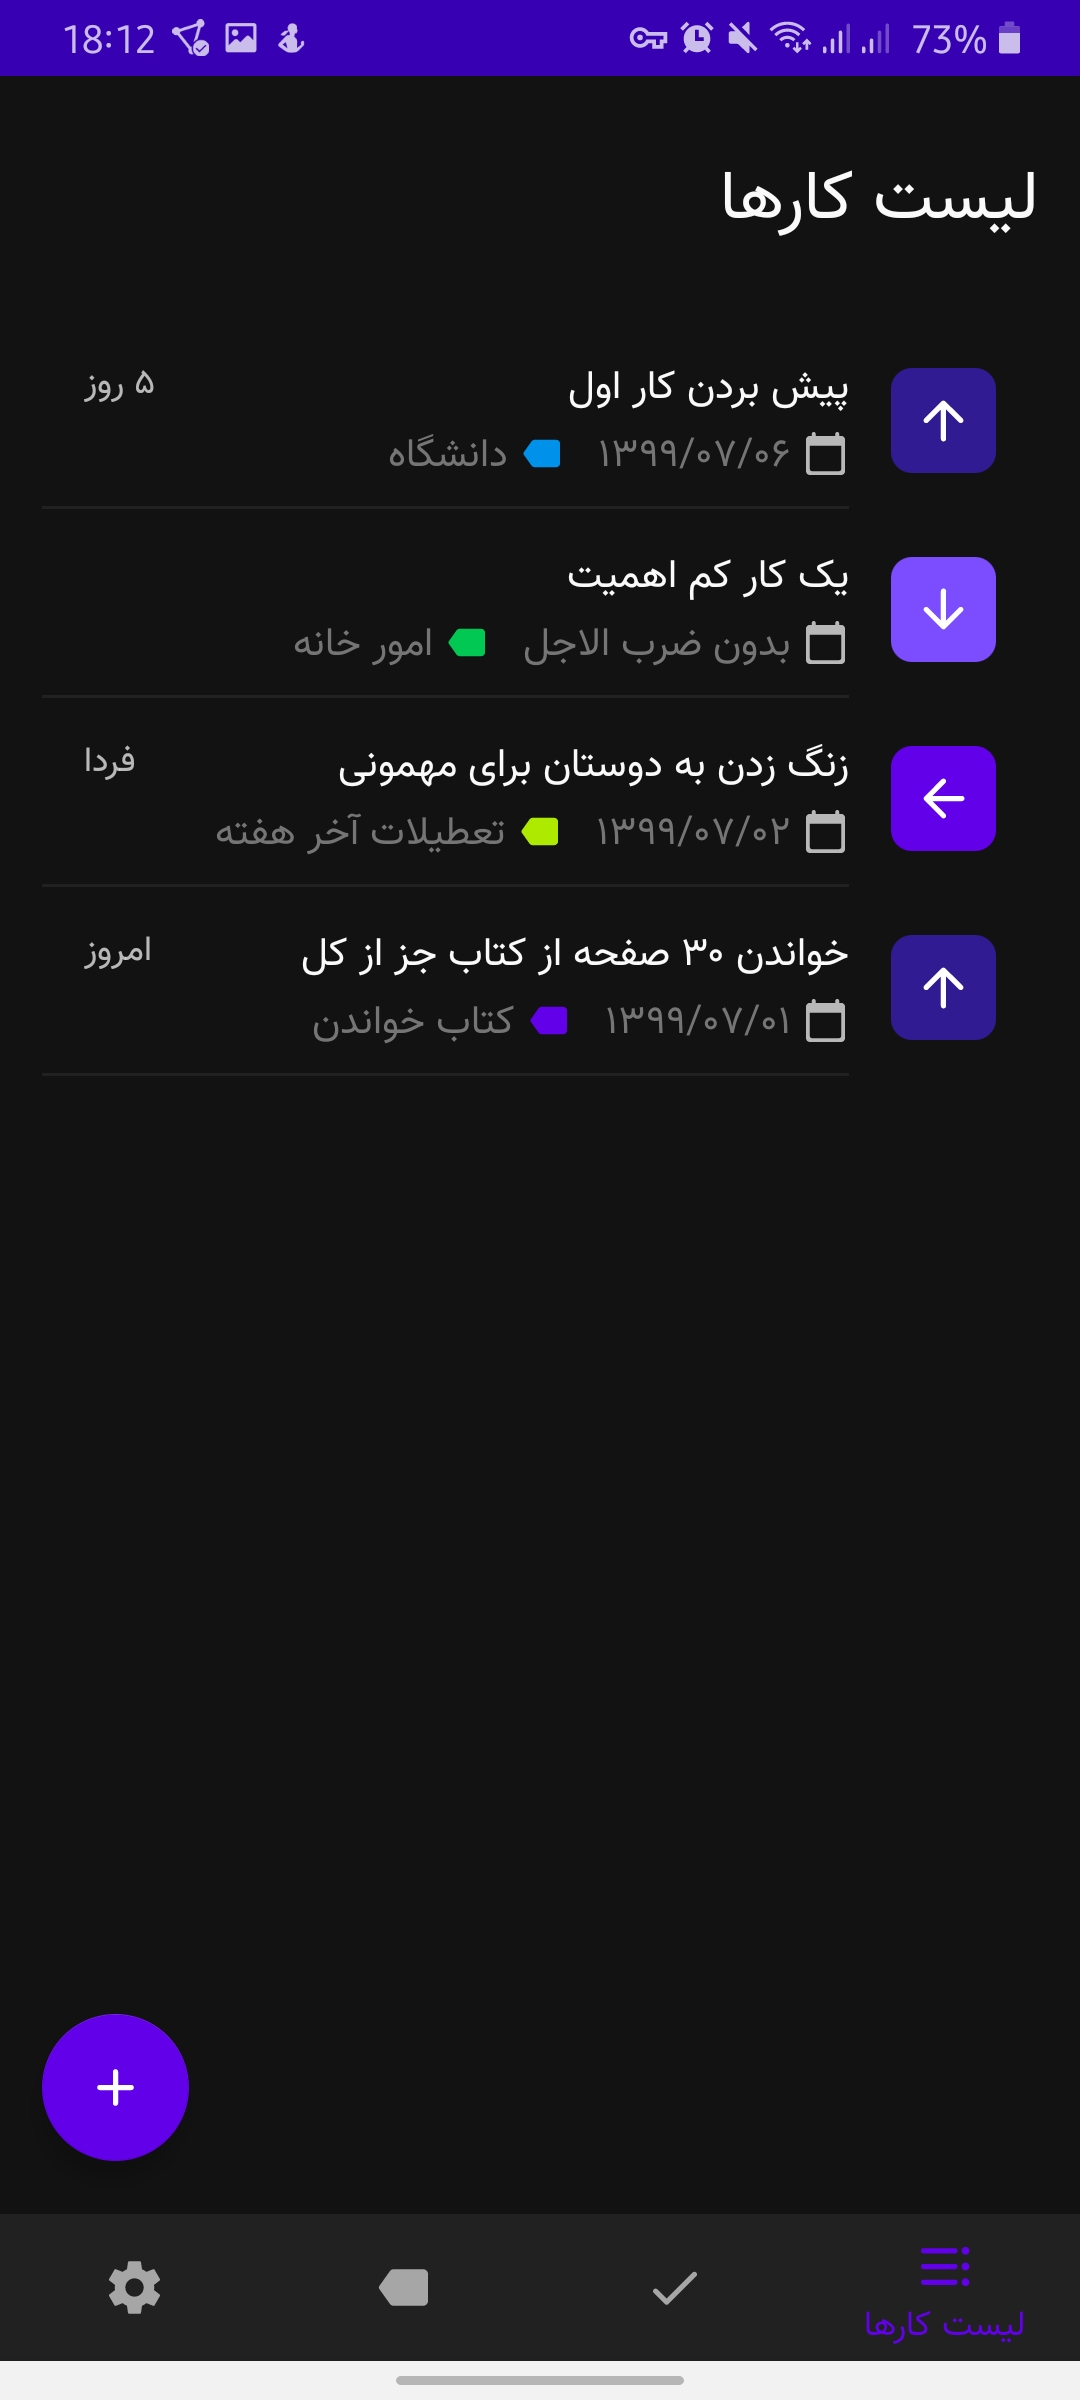 18:12 73%
لیست کارها
پیش بردن کار اول ۵ روز
۱۳۹۹/۰۷/۰۶ دانشگاه
یک کار کم اهمیت
بدون ضرب الاجل امور خانه
زنگ زدن به دوستان برای مهمونی فردا
۱۳۹۹/۰۷/۰۲ تعطیلات آخر هفته
خواندن ۳۰ صفحه از کتاب جز از کل امروز
۱۳۹۹/۰۷/۰۱ کتاب خواندن
لیست کارها